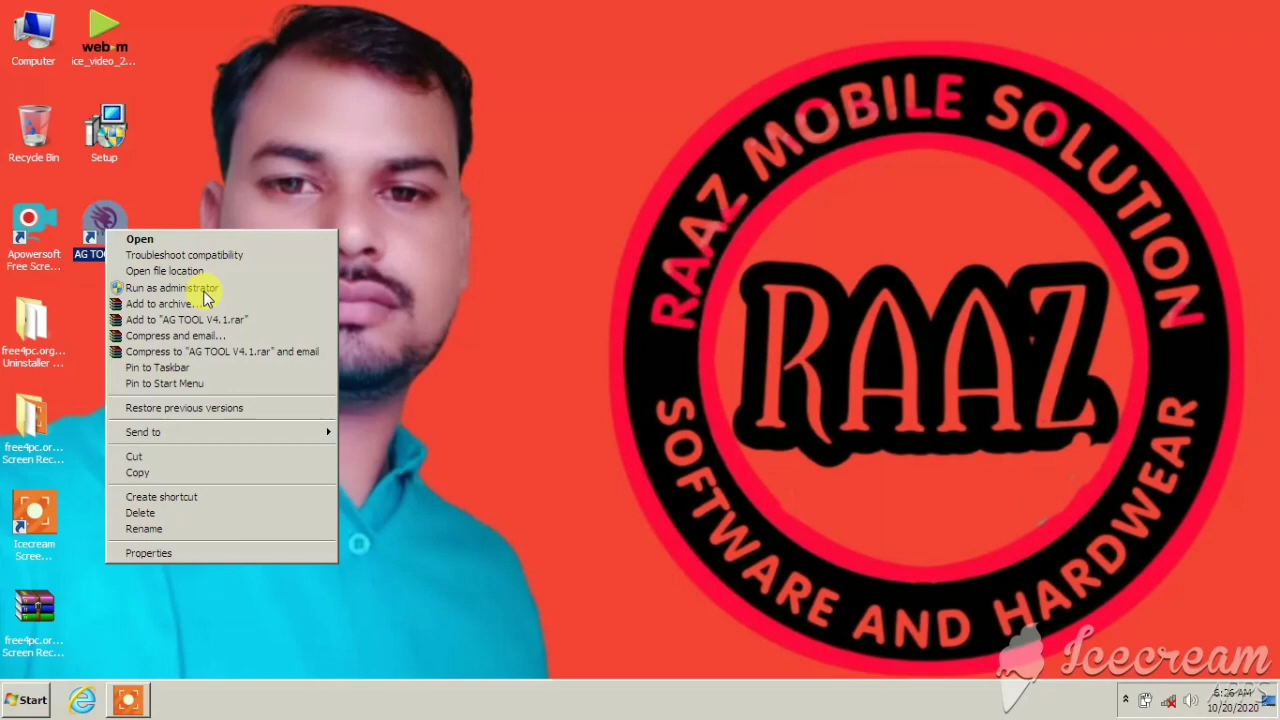 Computer
webm
ice_video_2...
Recycle Bin
Setup
Apowersoft
Free Scre...
AG TOO
free4pc.org...
Uninstaller ...
free4pc.or...
Screen Rec...
Icecream
Scree...
free4pc.or...
Screen Rec...
Open
Troubleshoot compatibility
Open file location
Run as administrator
Add to archive...
Add to "AG TOOL V4.1.rar"
Compress and email...
Compress to "AG TOOL V4.1.rar" and email
Pin to Taskbar
Pin to Start Menu
Restore previous versions
Send to
Cut
Copy
Create shortcut
Delete
Rename
Properties
RAAZ MOBILE SOLUTION
RAAZ
SOFTWARE AND HARDWEAR
Icecream
Start
6:26 AM
10/20/2020